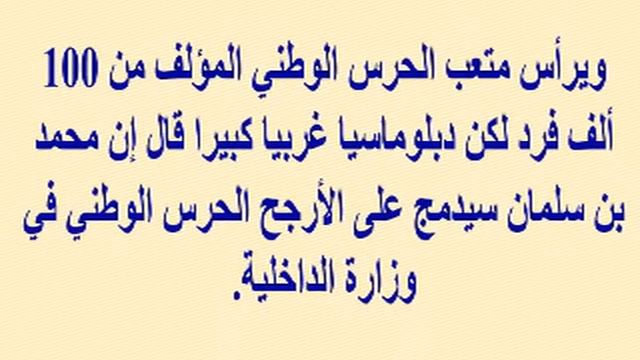 ويرأس متعب الحرس الوطني المؤلف من 100
ألف فرد لكن دبلوماسيا غربيا كبيرا قال إن محمد
بن سلمان سيدمج على الأرجح الحرس الوطني في
وزارة الداخلية.